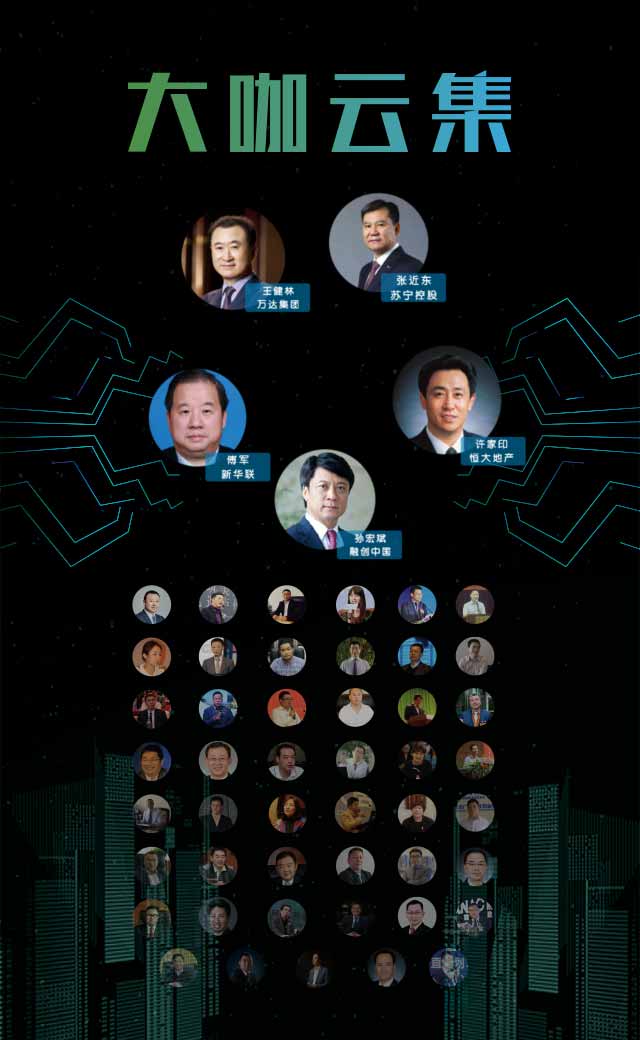 大咖云集
王健林
万达集团
张近东
苏宁控股
傅军
新华联
许家印
恒大地产
孙宏斌
融创中国